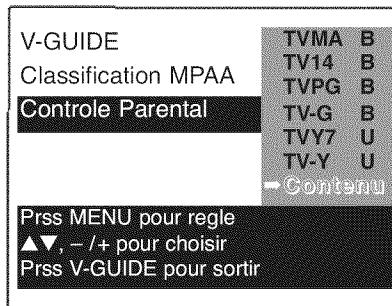 V-GUIDE
Classification MPAA
Controle Parental
TVMA B
TV14 B
TVPG B
TV-G B
TVY7 U
TV-Y U
➡ Contenu
Prss MENU pour regle
▲▼, – /+ pour choisir
Prss V-GUIDE pour sortir